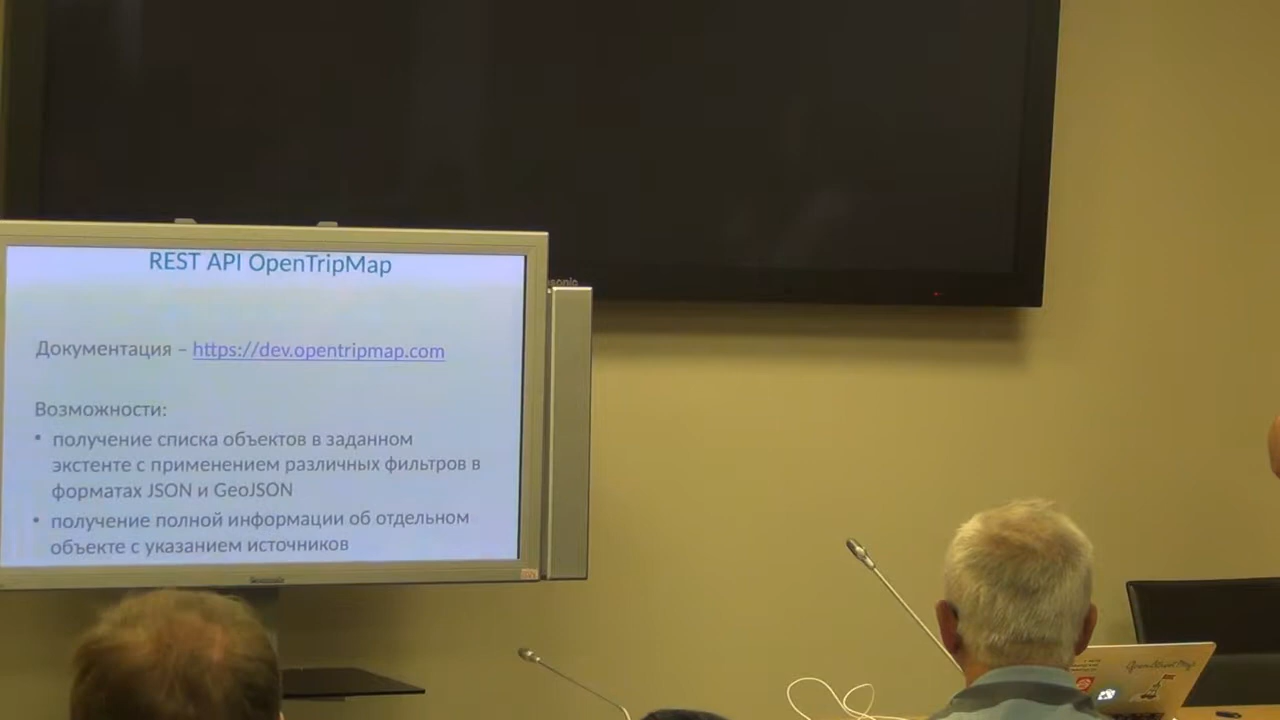 REST API OpenTripMap
Документация – https://dev.opentripmap.com
Возможности:
• получение списка объектов в заданном
экстенте с применением различных фильтров в
форматах JSON и GeoJSON
• получение полной информации об отдельном
объекте с указанием источников
OpenStreetMap